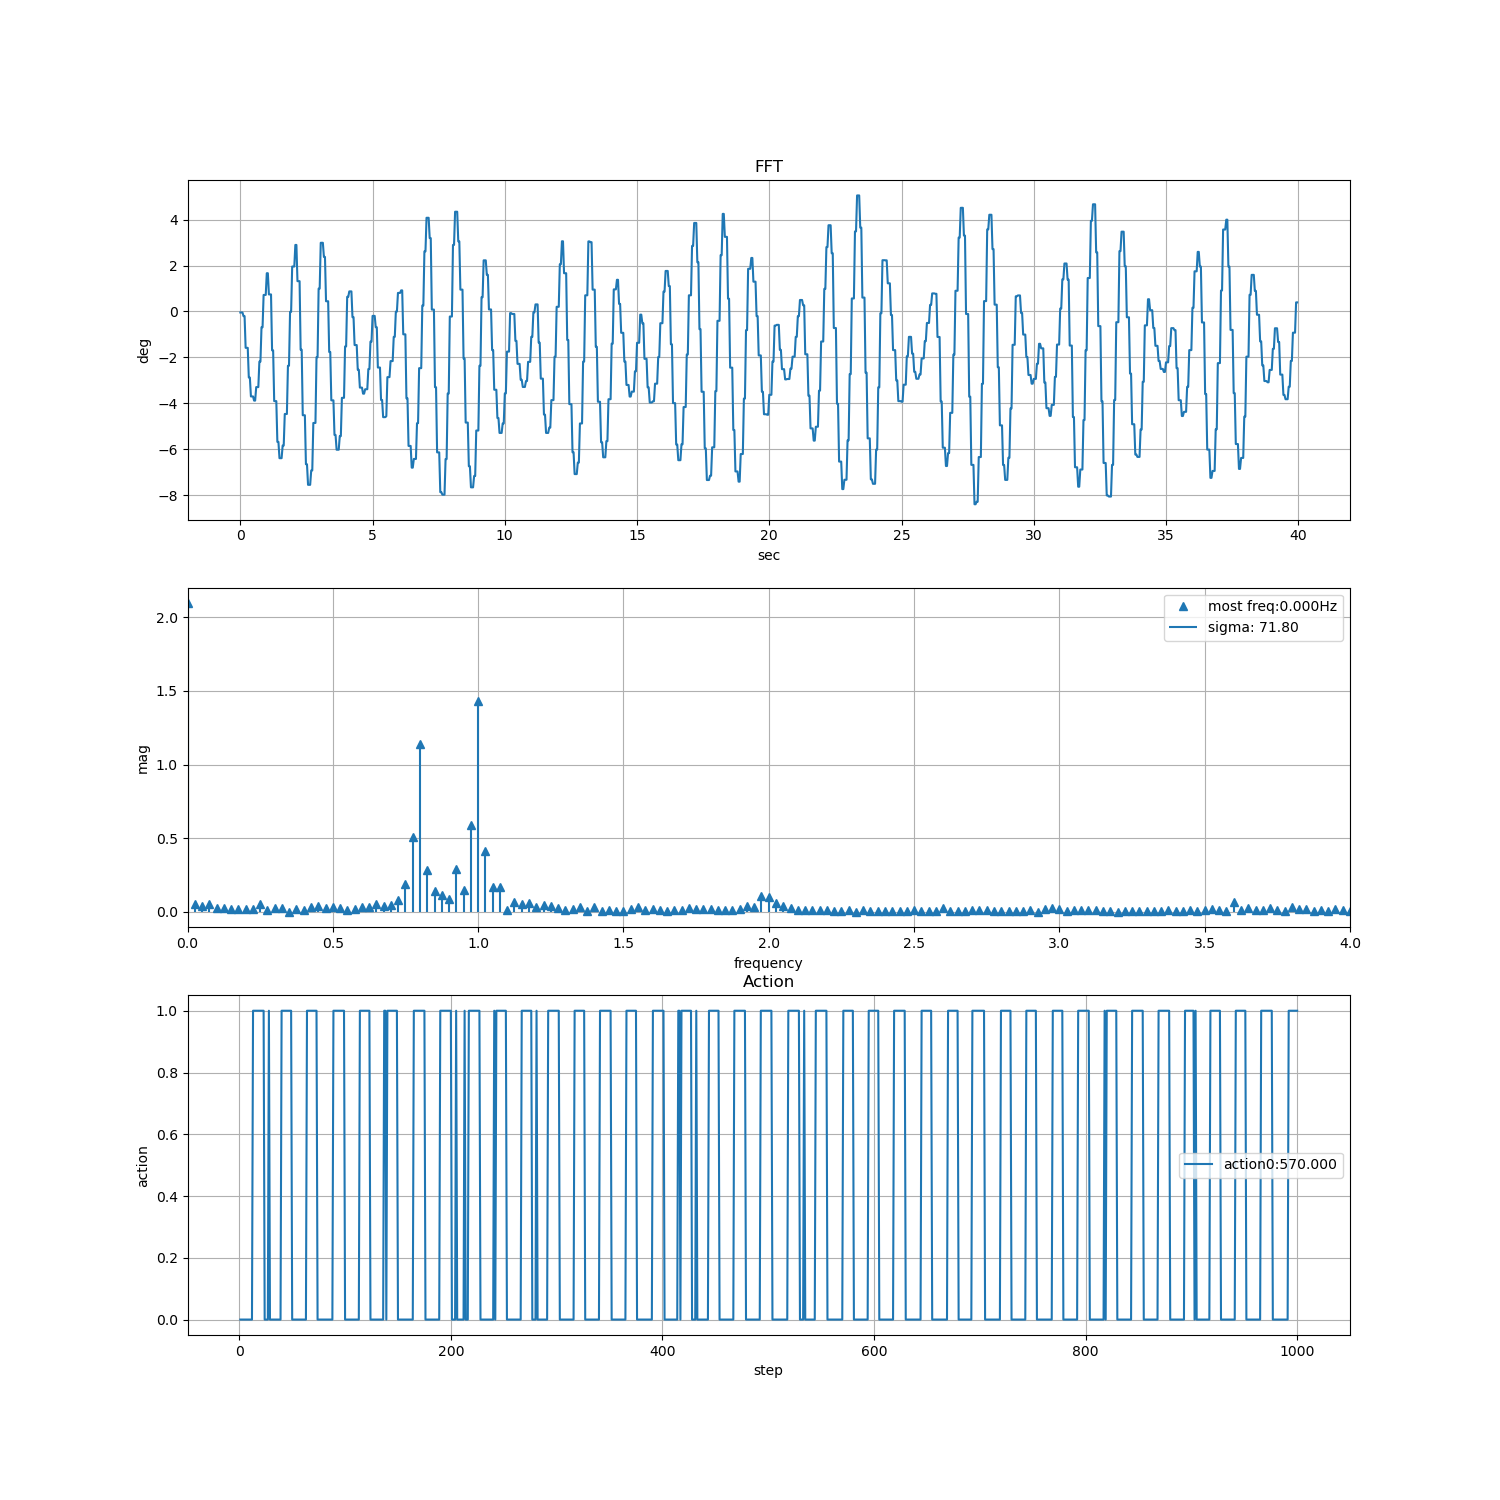 FFT
4
2
0
−2
−4
−6
−8
deg
0 5 10 15 20 25 30 35 40
sec
2.0
1.5
1.0
0.5
0.0
mag
most freq:0.000Hz
sigma: 71.80
0.0 0.5 1.0 1.5 2.0 2.5 3.0 3.5 4.0
frequency
Action
1.0
0.8
0.6
0.4
0.2
0.0
action
action0:570.000
0 200 400 600 800 1000
step